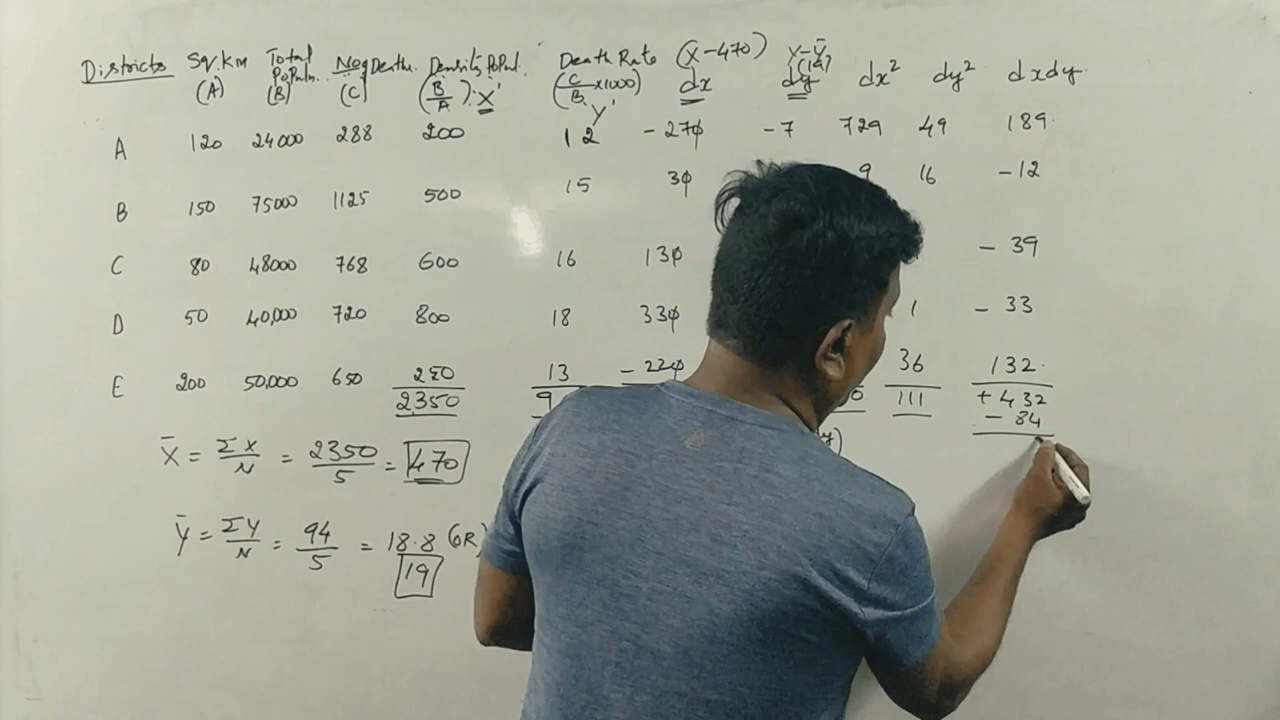 Districts Sq.km Total Populn. No of Deaths. Density Popul. Death Rate (X-470) Y-Ȳ
(A) (B) (C) (B/A) 'X' (C/B ×1000) dx (19) dy dx² dy² dxdy.
Y'
A 120 24000 288 200 12 -270 -7 729 49 189.
B 150 75000 1125 500 15 30 9 16 -12
C 80 48000 768 600 16 130 - 39
D 50 40,000 720 800 18 330 1 - 33
E 200 50,000 650 250 13 -220 36 132.
2350 9 111 +432
- 84
X̄ = ΣX/N = 2350/5 = 470
Ȳ = ΣY/N = 94/5 = 18.8 (OR)
19